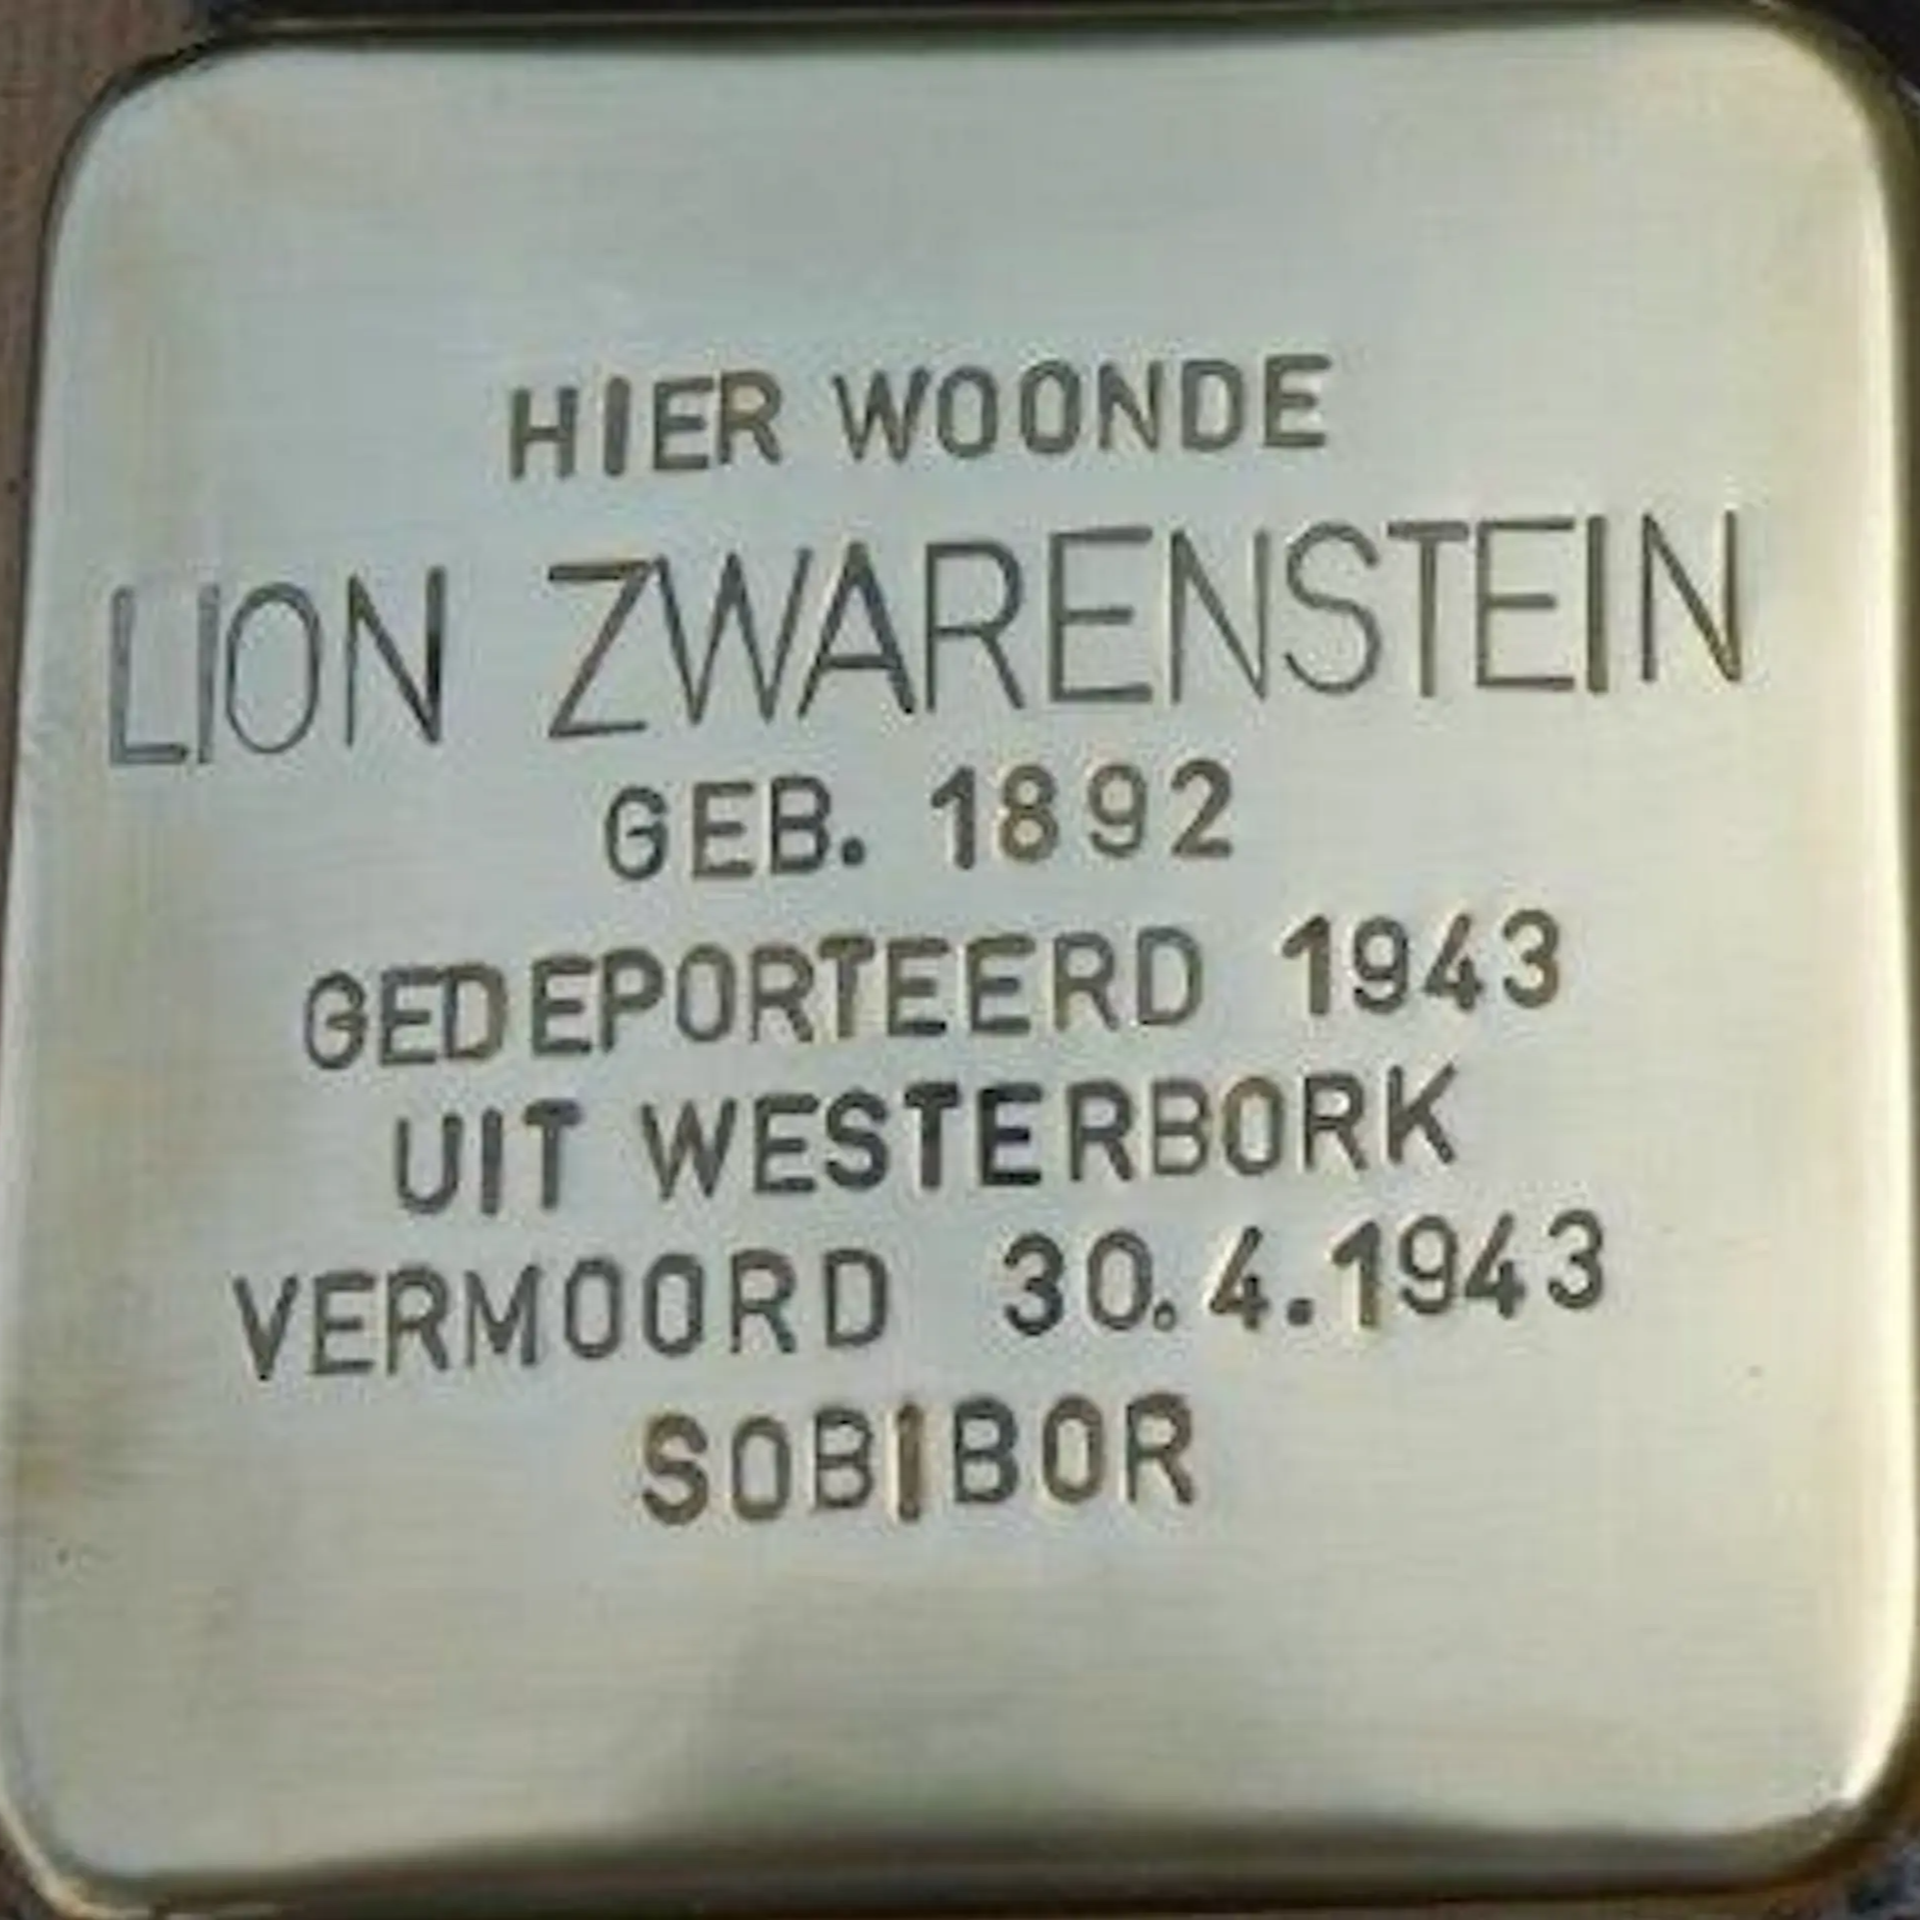 HIER WOONDE
LION ZWARENSTEIN
GEB. 1892
GEDEPORTEERD 1943
UIT WESTERBORK
VERMOORD 30.4.1943
SOBIBOR